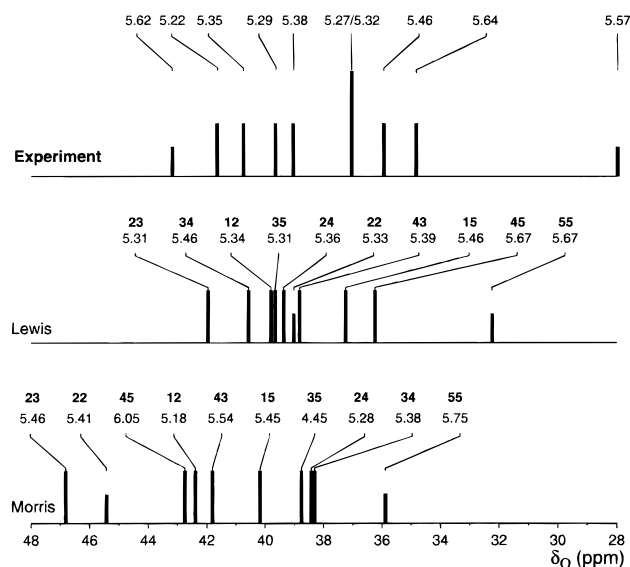 5.62 5.22 5.35 5.29 5.38 5.27/5.32 5.46 5.64 5.57
Experiment
23 34 12 35 24 22 43 15 45 55
5.31 5.46 5.34 5.31 5.36 5.33 5.39 5.46 5.67 5.67
Lewis
23 22 45 12 43 15 35 24 34 55
5.46 5.41 6.05 5.18 5.54 5.45 4.45 5.28 5.38 5.75
Morris
48 46 44 42 40 38 36 34 32 30 28
δQ (ppm)